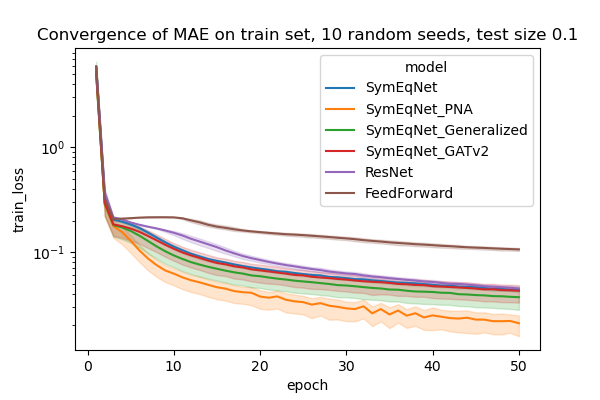 Convergence of MAE on train set, 10 random seeds, test size 0.1
model
SymEqNet
SymEqNet_PNA
SymEqNet_Generalized
SymEqNet_GATv2
ResNet
FeedForward
train_loss
10⁰
10⁻¹
0 10 20 30 40 50
epoch